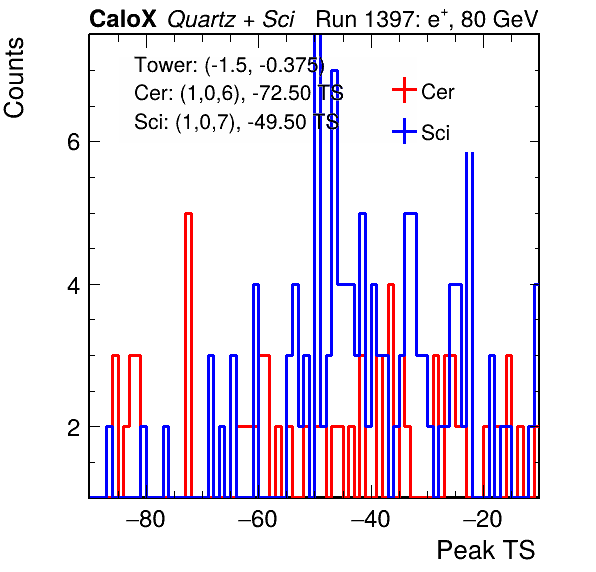 CaloX Quartz + Sci Run 1397: e⁺, 80 GeV
Counts
Tower: (-1.5, -0.375)
Cer: (1,0,6), -72.50 TS
Sci: (1,0,7), -49.50 TS
Cer
Sci
6
4
2
−80 −60 −40 −20
Peak TS